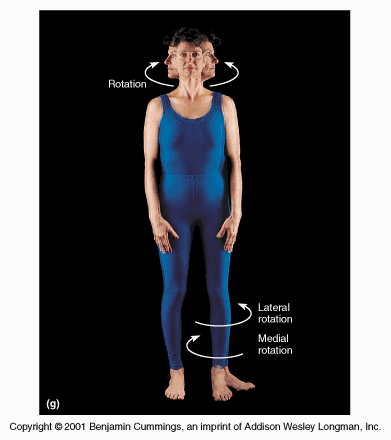 Rotation
Lateral
rotation
Medial
rotation
(g)
Copyright © 2001 Benjamin Cummings, an imprint of Addison Wesley Longman, Inc.